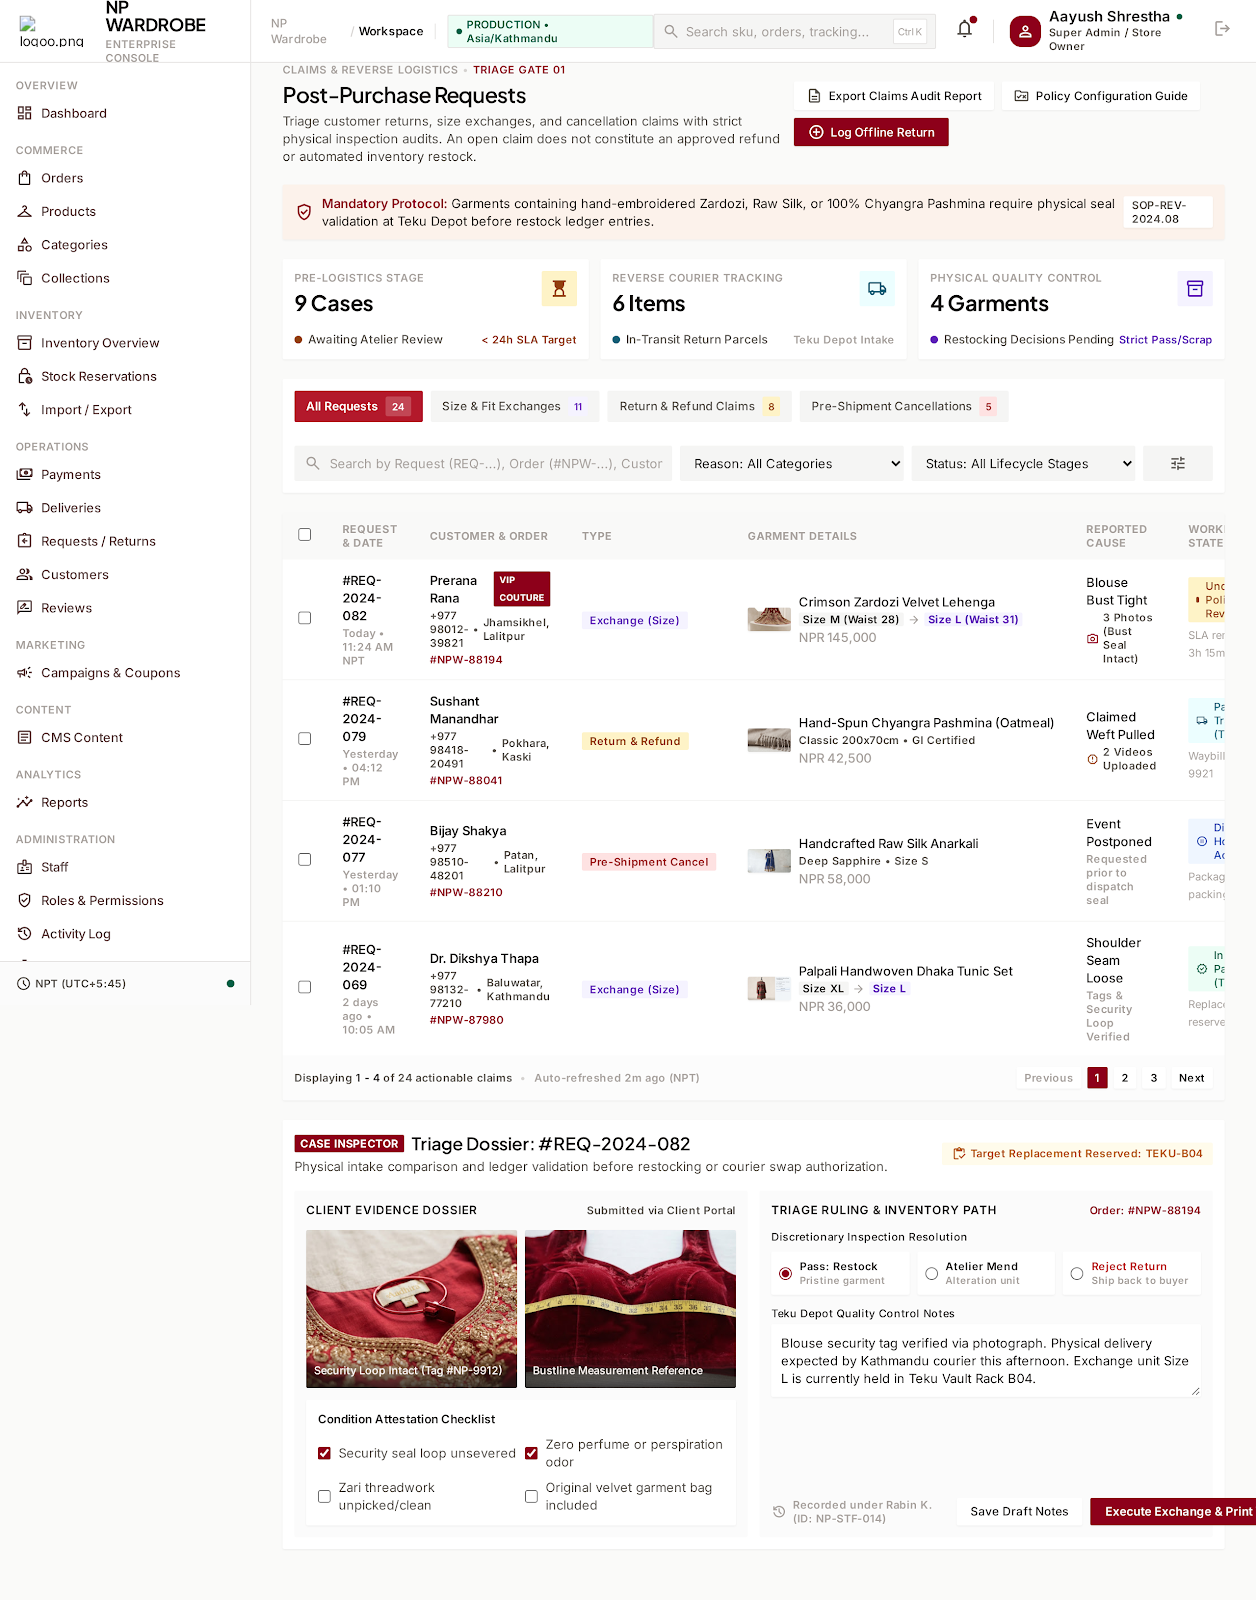 logoo.png
NP
WARDROBE
ENTERPRISE
CONSOLE
NP
Wardrobe
/ Workspace
PRODUCTION •
Asia/Kathmandu
Search sku, orders, tracking...
Ctrl K
Aayush Shrestha
Super Admin / Store
Owner
OVERVIEW
Dashboard
COMMERCE
Orders
Products
Categories
Collections
INVENTORY
Inventory Overview
Stock Reservations
Import / Export
OPERATIONS
Payments
Deliveries
Requests / Returns
Customers
Reviews
MARKETING
Campaigns & Coupons
CONTENT
CMS Content
ANALYTICS
Reports
ADMINISTRATION
Staff
Roles & Permissions
Activity Log
NPT (UTC+5:45)
CLAIMS & REVERSE LOGISTICS • TRIAGE GATE 01
Post-Purchase Requests
Triage customer returns, size exchanges, and cancellation claims with strict
physical inspection audits. An open claim does not constitute an approved refund
or automated inventory restock.
Export Claims Audit Report
Policy Configuration Guide
Log Offline Return
Mandatory Protocol: Garments containing hand-embroidered Zardozi, Raw Silk, or 100% Chyangra Pashmina require physical seal
validation at Teku Depot before restock ledger entries.
SOP-REV-
2024.08
PRE-LOGISTICS STAGE
9 Cases
Awaiting Atelier Review
< 24h SLA Target
REVERSE COURIER TRACKING
6 Items
In-Transit Return Parcels
Teku Depot Intake
PHYSICAL QUALITY CONTROL
4 Garments
Restocking Decisions Pending
Strict Pass/Scrap
All Requests 24
Size & Fit Exchanges 11
Return & Refund Claims 8
Pre-Shipment Cancellations 5
Search by Request (REQ-...), Order (#NPW-...), Custor
Reason: All Categories
Status: All Lifecycle Stages
REQUEST
& DATE
CUSTOMER & ORDER
TYPE
GARMENT DETAILS
REPORTED
CAUSE
WORK
STATE
#REQ-
2024-
082
Today •
11:24 AM
NPT
Prerana
Rana
VIP
COUTURE
+977
98012-
39821
• Jhamsikhel,
Lalitpur
#NPW-88194
Exchange (Size)
Crimson Zardozi Velvet Lehenga
Size M (Waist 28) → Size L (Waist 31)
NPR 145,000
Blouse
Bust Tight
3 Photos
(Bust
Seal
Intact)
Und
Poli
Rev
SLA rem
3h 15m
#REQ-
2024-
079
Yesterday
• 04:12
PM
Sushant
Manandhar
+977
98418-
20491
• Pokhara,
Kaski
#NPW-88041
Return & Refund
Hand-Spun Chyangra Pashmina (Oatmeal)
Classic 200x70cm • GI Certified
NPR 42,500
Claimed
Weft Pulled
2 Videos
Uploaded
Pa
Tr
(T
Waybill
9921
#REQ-
2024-
077
Yesterday
• 01:10
PM
Bijay Shakya
+977
98510-
48201
• Patan,
Lalitpur
#NPW-88210
Pre-Shipment Cancel
Handcrafted Raw Silk Anarkali
Deep Sapphire • Size S
NPR 58,000
Event
Postponed
Requested
prior to
dispatch
seal
Di
Ho
Ac
Packag
packing
#REQ-
2024-
069
2 days
ago •
10:05 AM
Dr. Dikshya Thapa
+977
98132-
77210
• Baluwatar,
Kathmandu
#NPW-87980
Exchange (Size)
Palpali Handwoven Dhaka Tunic Set
Size XL → Size L
NPR 36,000
Shoulder
Seam
Loose
Tags &
Security
Loop
Verified
In
Pa
(T
Replace
reserve
Displaying 1 - 4 of 24 actionable claims • Auto-refreshed 2m ago (NPT)
Previous 1 2 3 Next
CASE INSPECTOR Triage Dossier: #REQ-2024-082
Physical intake comparison and ledger validation before restocking or courier swap authorization.
Target Replacement Reserved: TEKU-B04
CLIENT EVIDENCE DOSSIER
Submitted via Client Portal
Security Loop Intact (Tag #NP-9912)
Bustline Measurement Reference
Condition Attestation Checklist
Security seal loop unsevered
Zero perfume or perspiration
odor
Zari threadwork
unpicked/clean
Original velvet garment bag
included
TRIAGE RULING & INVENTORY PATH
Order: #NPW-88194
Discretionary Inspection Resolution
Pass: Restock
Pristine garment
Atelier Mend
Alteration unit
Reject Return
Ship back to buyer
Teku Depot Quality Control Notes
Blouse security tag verified via photograph. Physical delivery
expected by Kathmandu courier this afternoon. Exchange unit Size
L is currently held in Teku Vault Rack B04.
Recorded under Rabin K.
(ID: NP-STF-014)
Save Draft Notes
Execute Exchange & Print